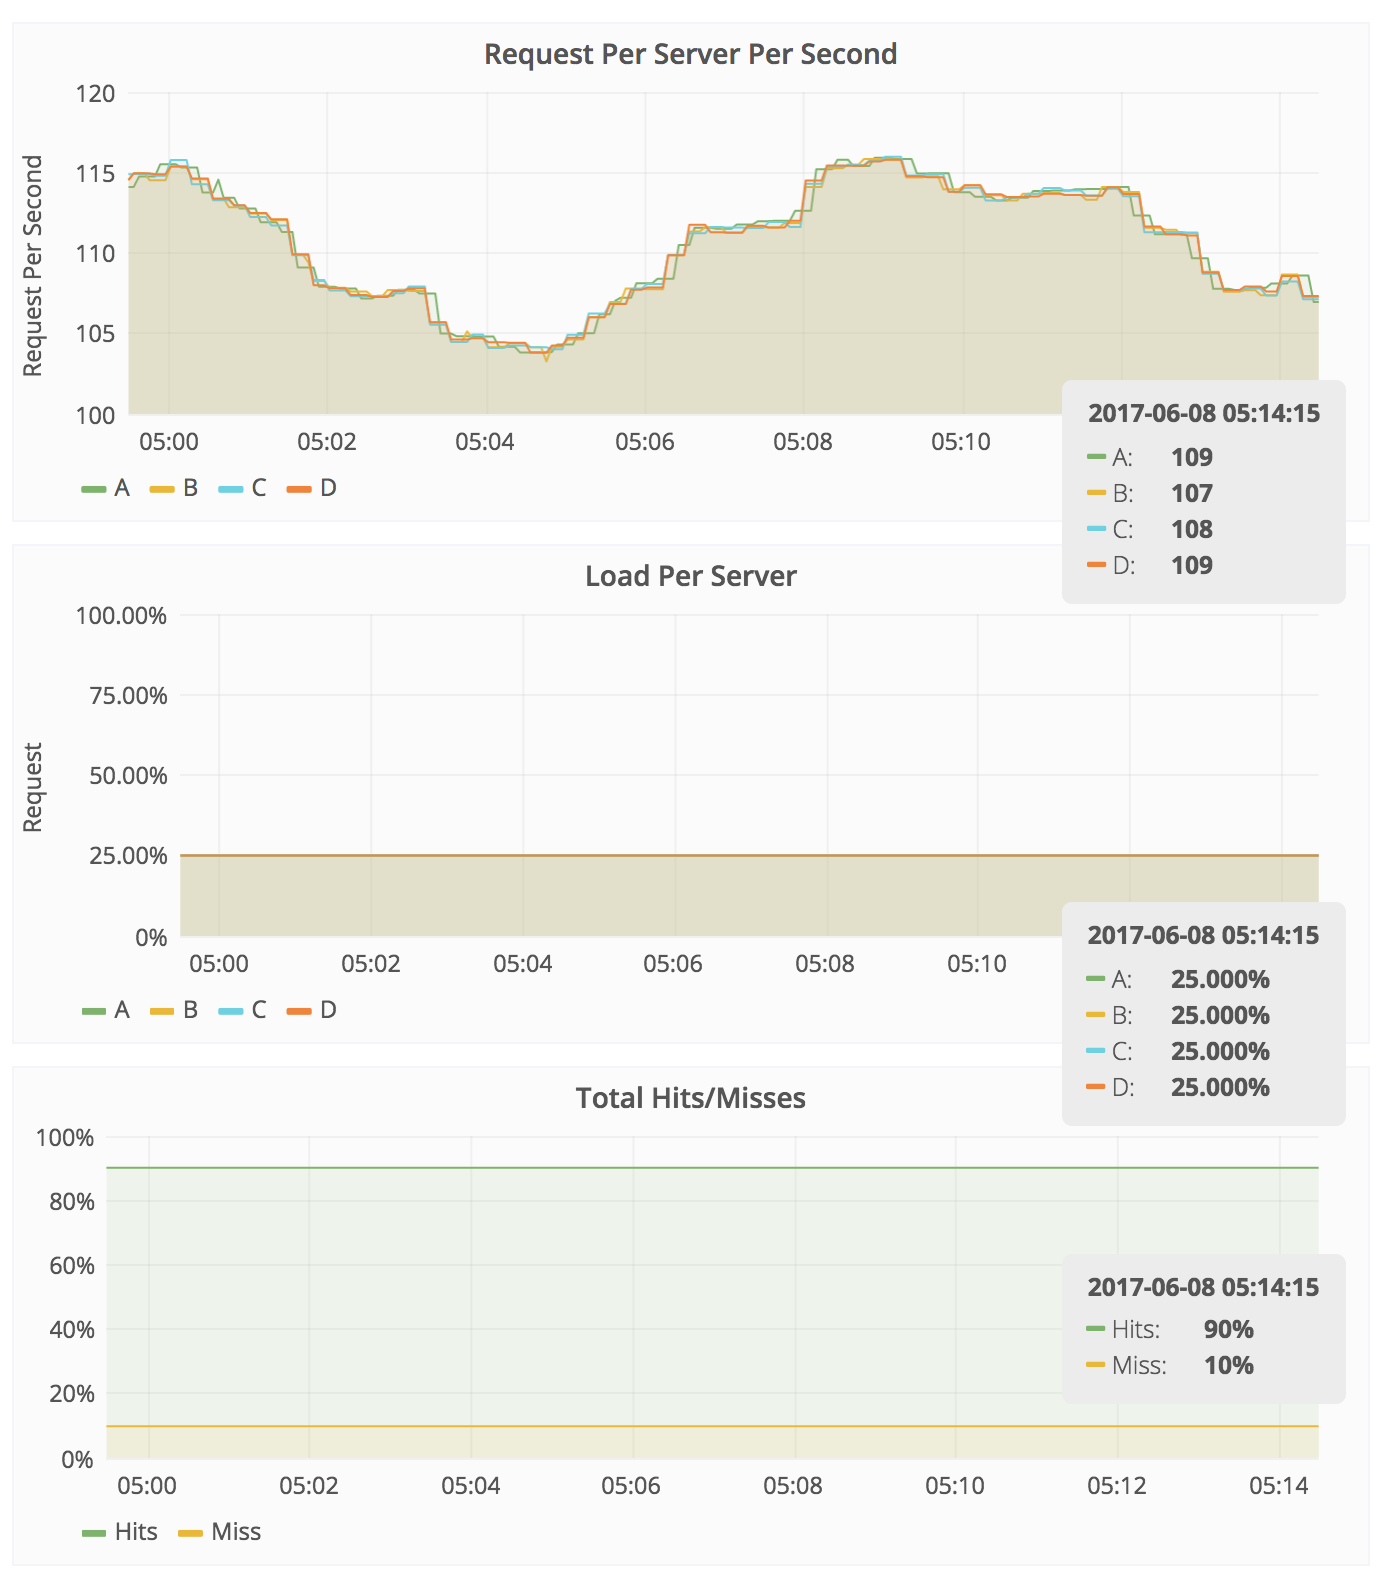 Request Per Server Per Second
Request Per Second
120
115
110
105
100
05:00 05:02 05:04 05:06 05:08 05:10
A B C D
2017-06-08 05:14:15
A: 109
B: 107
C: 108
D: 109
Load Per Server
Request
100.00%
75.00%
50.00%
25.00%
0%
05:00 05:02 05:04 05:06 05:08 05:10
A B C D
2017-06-08 05:14:15
A: 25.000%
B: 25.000%
C: 25.000%
D: 25.000%
Total Hits/Misses
100%
80%
60%
40%
20%
0%
05:00 05:02 05:04 05:06 05:08 05:10 05:12 05:14
Hits Miss
2017-06-08 05:14:15
Hits: 90%
Miss: 10%